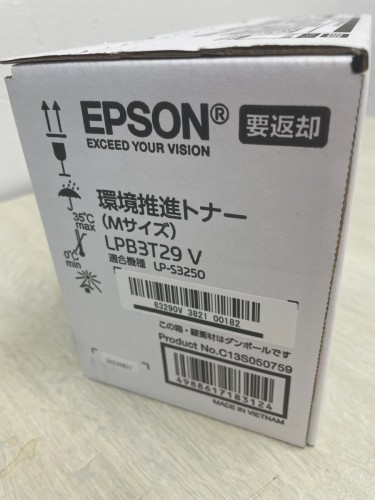 EPSON® 要返却
EXCEED YOUR VISION
環境推進トナー
35℃
max
(Mサイズ)
LPB3T29 V
0℃
min
適合機種 LP-S3250
63290V 3821 00182
この箱・緩衝材はダンボールです
Product No.C13S050759
4988617183124
MADE IN VIETNAM